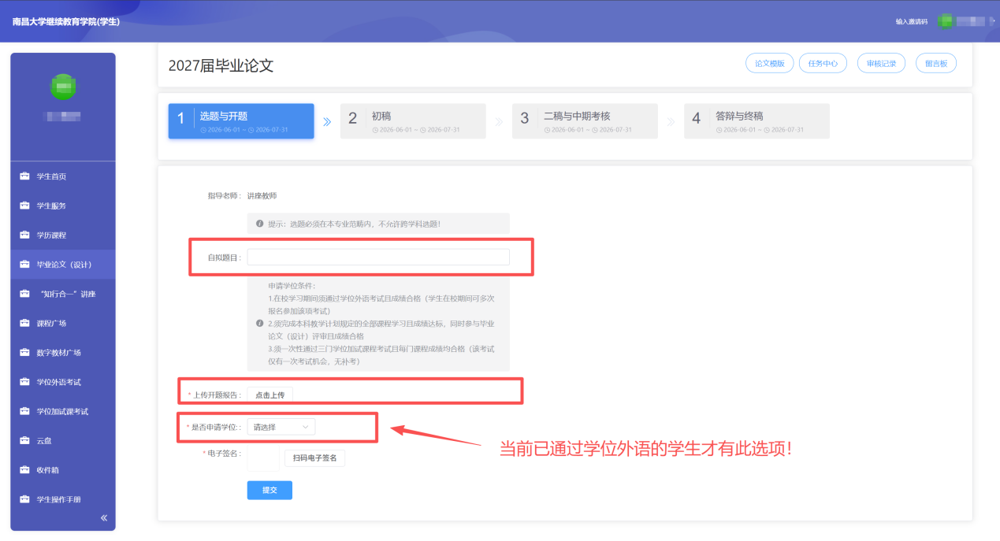 南昌大学继续教育学院(学生)
输入邀请码
2027届毕业论文
论文模版
任务中心
审核记录
留言板
1 选题与开题
2026-06-01 ~ 2026-07-31
2 初稿
2026-06-01 ~ 2026-07-31
3 二稿与中期考核
2026-06-01 ~ 2026-07-31
4 答辩与终稿
2026-06-01 ~ 2026-07-31
学生首页
学生服务
学历课程
毕业论文（设计）
“知行合一”讲座
课程广场
数字教材广场
学位外语考试
学位加试课考试
云盘
收件箱
学生操作手册
指导老师： 讲座教师
提示：选题必须在本专业范畴内，不允许跨学科选题！
自拟题目：
申请学位条件：
1.在校学习期间须通过学位外语考试且成绩合格（学生在校期间可多次
报名参加该项考试）
2.须完成本科教学计划规定的全部课程学习且成绩达标，同时参与毕业
论文（设计）评审且成绩合格
3.须一次性通过三门学位加试课程考试且每门课程成绩均合格（该考试
仅有一次考试机会，无补考）
* 上传开题报告： 点击上传
* 是否申请学位:： 请选择
当前已通过学位外语的学生才有此选项！
* 电子签名： 扫码电子签名
提交